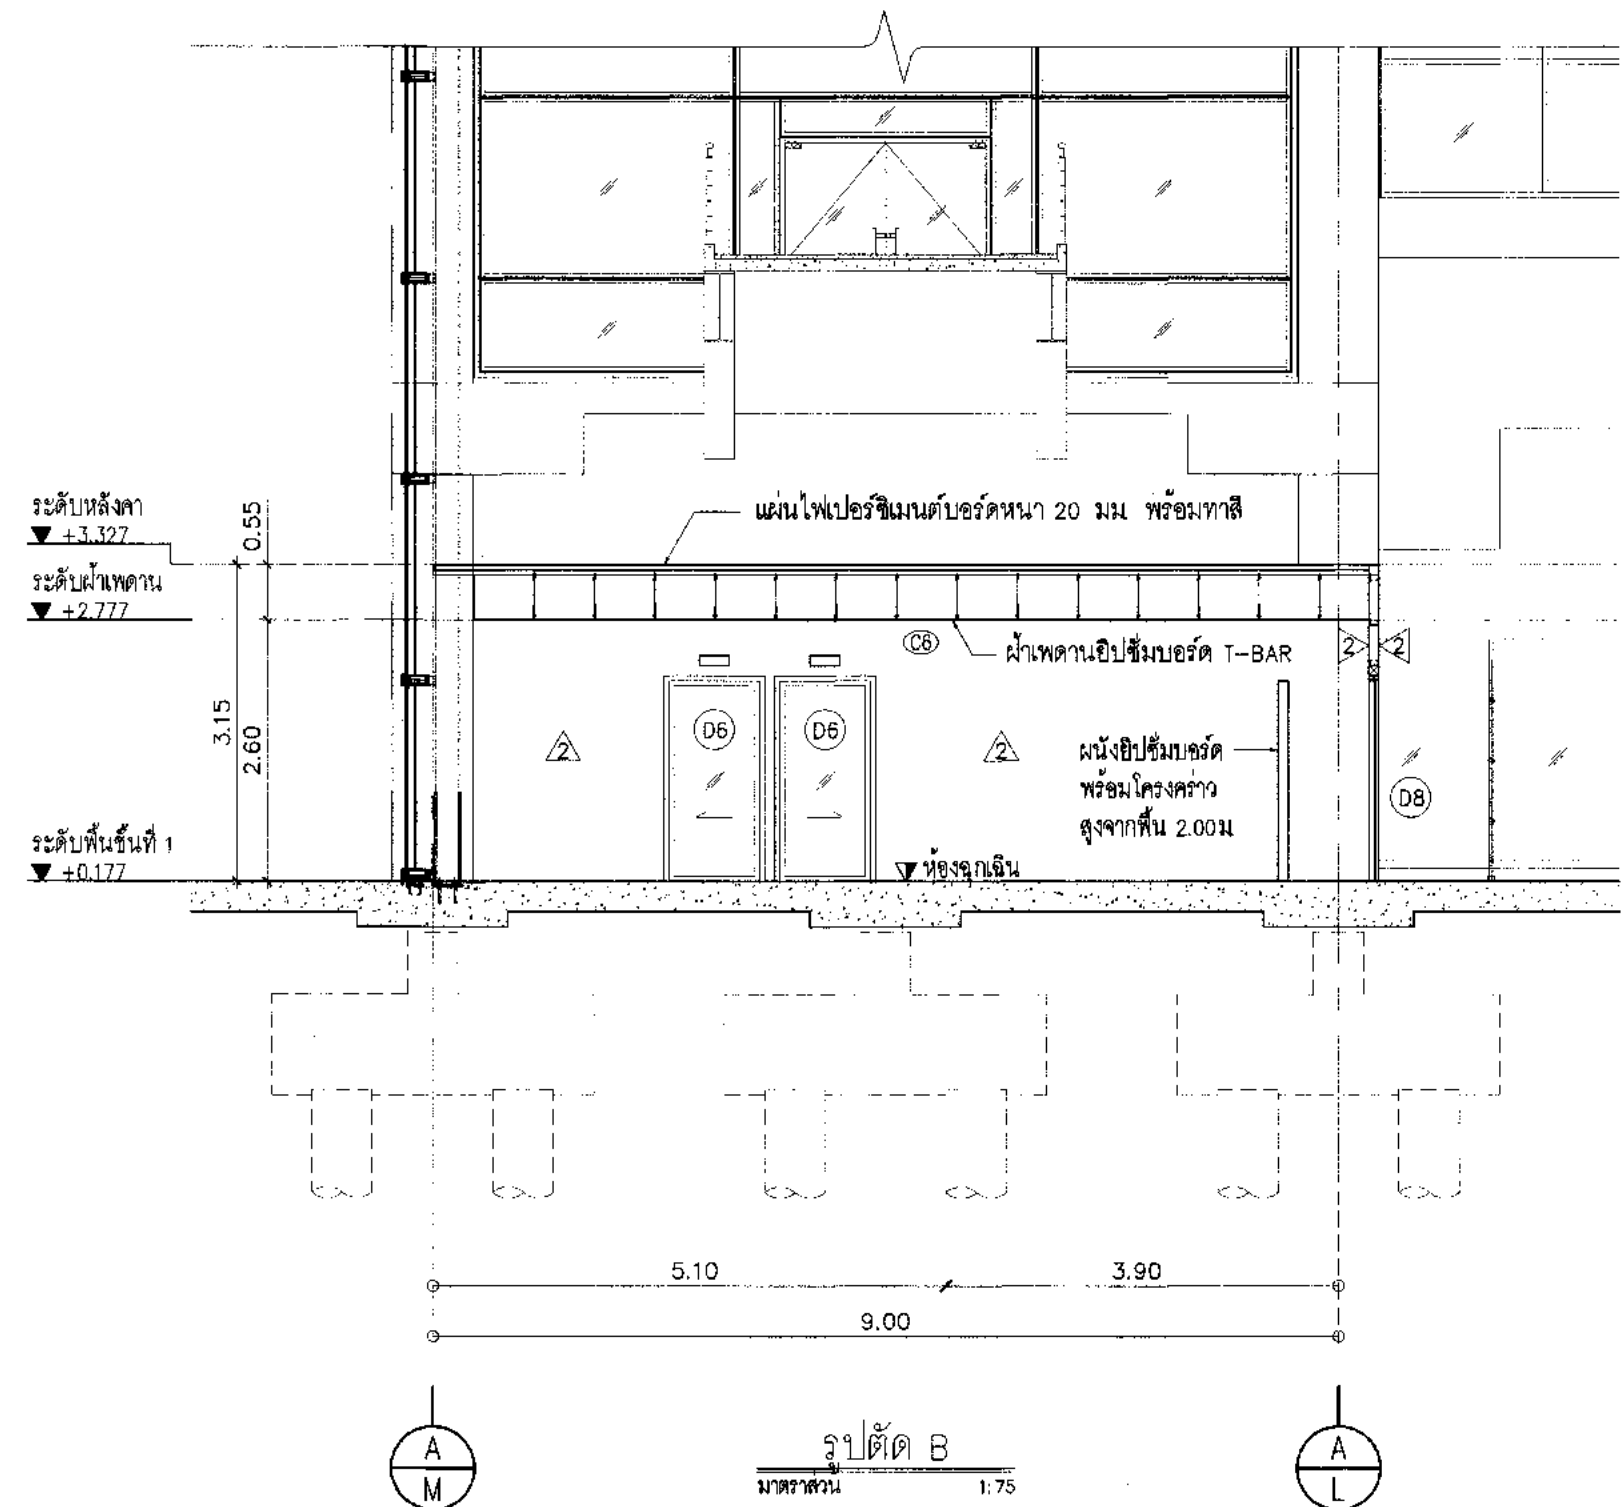 แผ่นไฟเบอร์ซิเมนต์บอร์ดหนา 20 มม. พร้อมทาสี
ระดับหลังคา
+3.327
0.55
ระดับฝ้าเพดาน
+2.777
C6
ฝ้าเพดานยิปซั่มบอร์ด T-BAR
2
2
3.15
2.60
D6
D6
2
2
ผนังยิปซั่มบอร์ด
พร้อมโครงคร่าว
สูงจากพื้น 2.00ม
D8
ระดับพื้นชั้นที่ 1
+0.177
ห้องฉุกเฉิน
5.10
3.90
9.00
A
M
A
L
รูปตัด B
มาตราส่วน 1:75